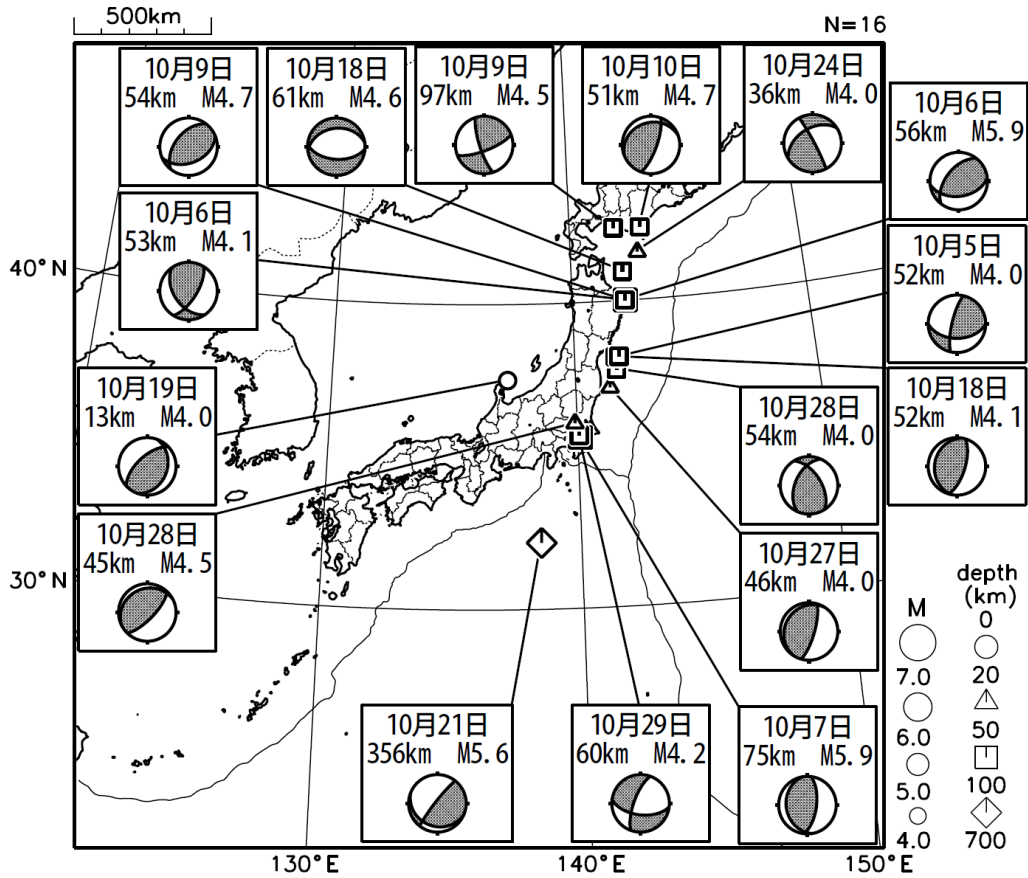 500km
N=16
10月9日
54km M4.7
10月18日
61km M4.6
10月9日
97km M4.5
10月10日
51km M4.7
10月24日
36km M4.0
10月6日
56km M5.9
10月6日
53km M4.1
10月5日
52km M4.0
40°N
10月19日
13km M4.0
10月28日
54km M4.0
10月18日
52km M4.1
10月28日
45km M4.5
10月27日
46km M4.0
30°N
10月21日
356km M5.6
10月29日
60km M4.2
10月7日
75km M5.9
M
7.0
6.0
5.0
4.0
depth
(km)
0
20
50
100
700
130°E
140°E
150°E